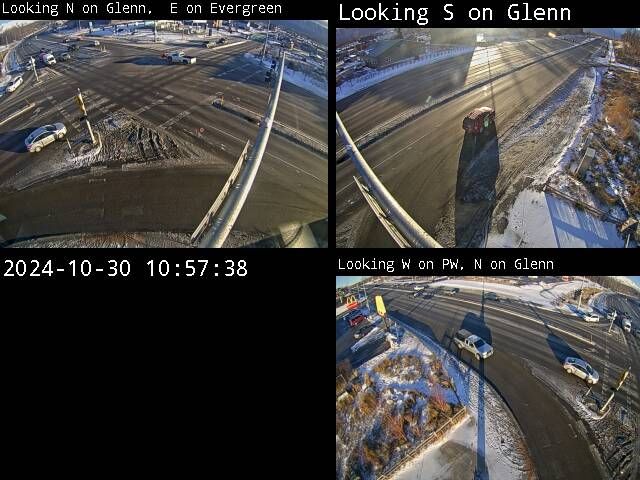 Looking N on Glenn,  E on Evergreen
Looking S on Glenn
2024-10-30 10:57:38
Looking W on PW, N on Glenn